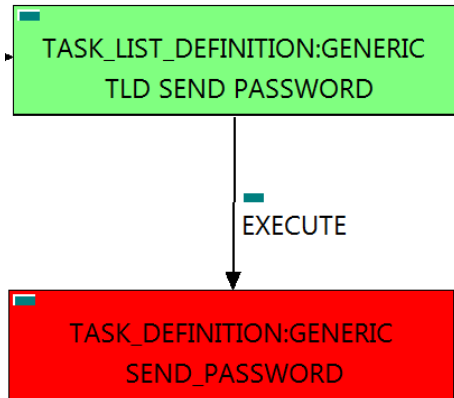 TASK_LIST_DEFINITION:GENERIC
TLD SEND PASSWORD
EXECUTE
TASK_DEFINITION:GENERIC
SEND_PASSWORD